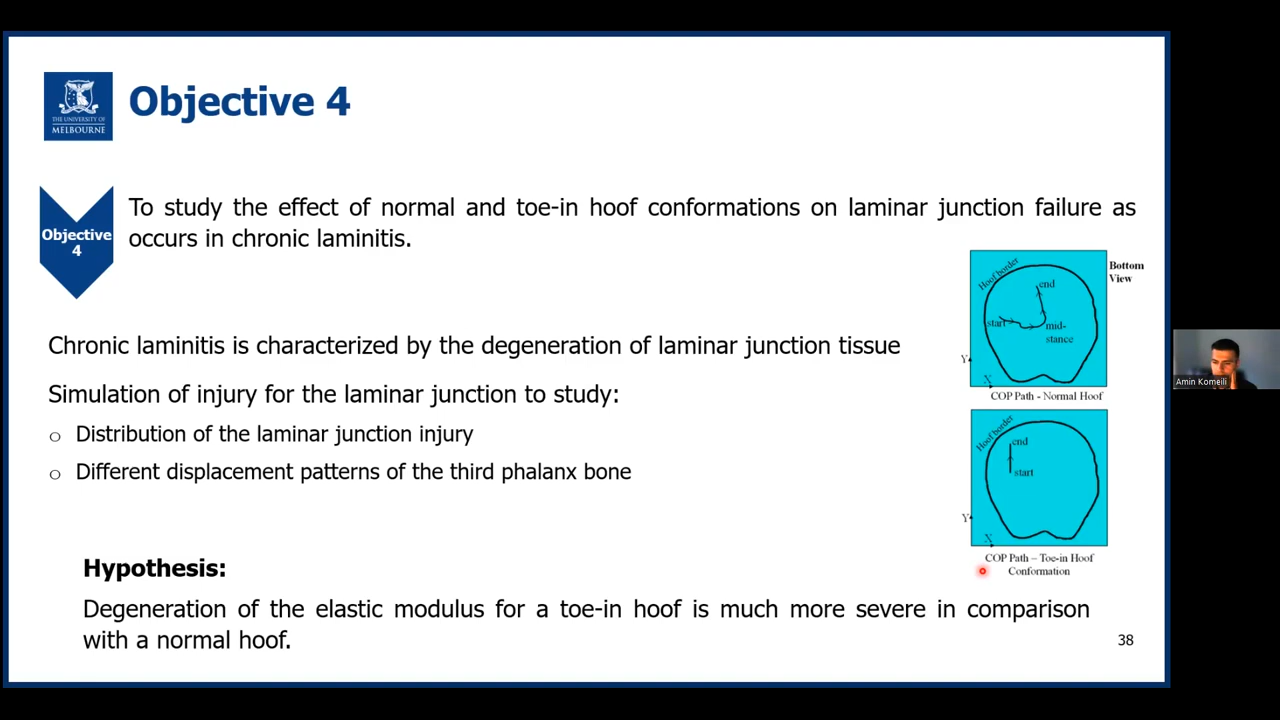 THE UNIVERSITY OF
MELBOURNE
Objective 4
Objective
4
To study the effect of normal and toe-in hoof conformations on laminar junction failure as
occurs in chronic laminitis.
Hoof border
end
start
mid-
stance
Y
X
Bottom
View
COP Path - Normal Hoof
Chronic laminitis is characterized by the degeneration of laminar junction tissue
Simulation of injury for the laminar junction to study:
o Distribution of the laminar junction injury
o Different displacement patterns of the third phalanx bone
Hoof border
end
start
Y
X
COP Path – Toe-in Hoof
Conformation
Hypothesis:
Degeneration of the elastic modulus for a toe-in hoof is much more severe in comparison
with a normal hoof.
38
Amin Komeili